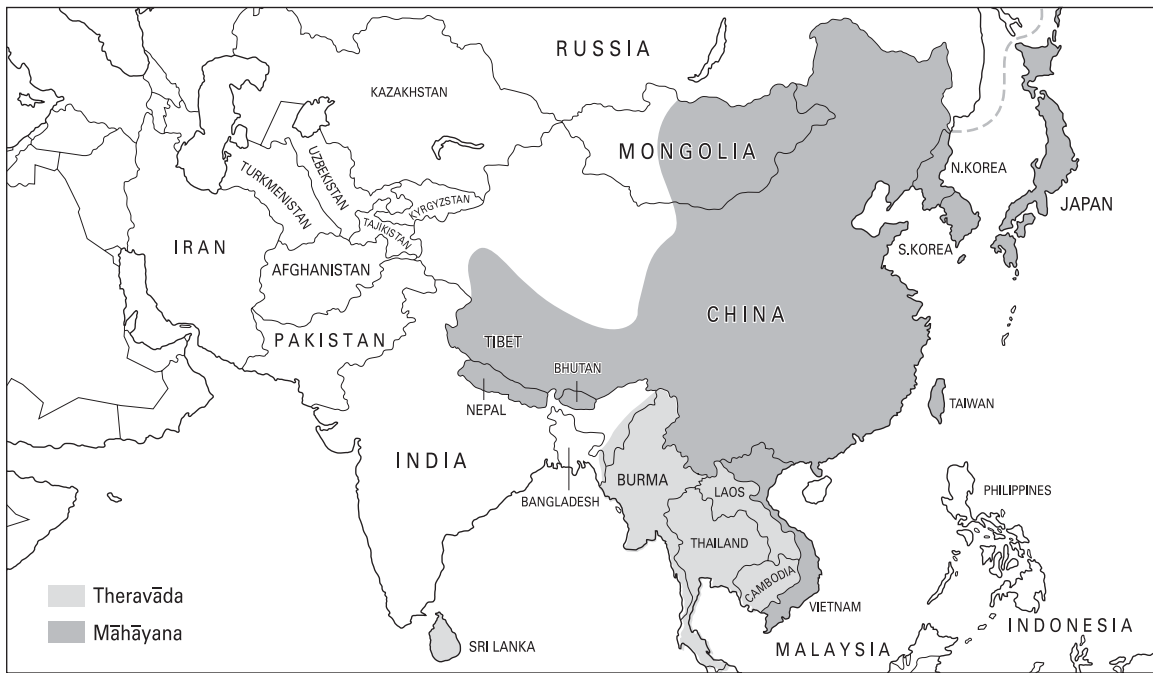 RUSSIA
KAZAKHSTAN
MONGOLIA
UZBEKISTAN
TURKMENISTAN
KYRGYZSTAN
TAJIKISTAN
N.KOREA
JAPAN
S.KOREA
IRAN
AFGHANISTAN
PAKISTAN
CHINA
TIBET
BHUTAN
NEPAL
TAIWAN
INDIA
BURMA
LAOS
BANGLADESH
PHILIPPINES
THAILAND
CAMBODIA
VIETNAM
Theravāda
Māhāyana
SRI LANKA
MALAYSIA
INDONESIA